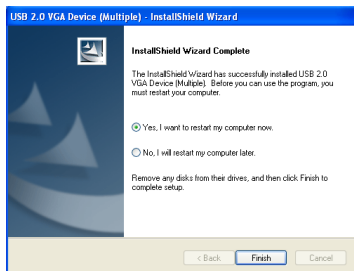 USB 2.0 VGA Device (Multiple) - InstallShield Wizard
InstallShield Wizard Complete
The InstallShield Wizard has successfully installed USB 2.0
VGA Device (Multiple). Before you can use the program, you
must restart your computer.
Yes, I want to restart my computer now.
No, I will restart my computer later.
Remove any disks from their drives, and then click Finish to
complete setup.
< Back Finish Cancel